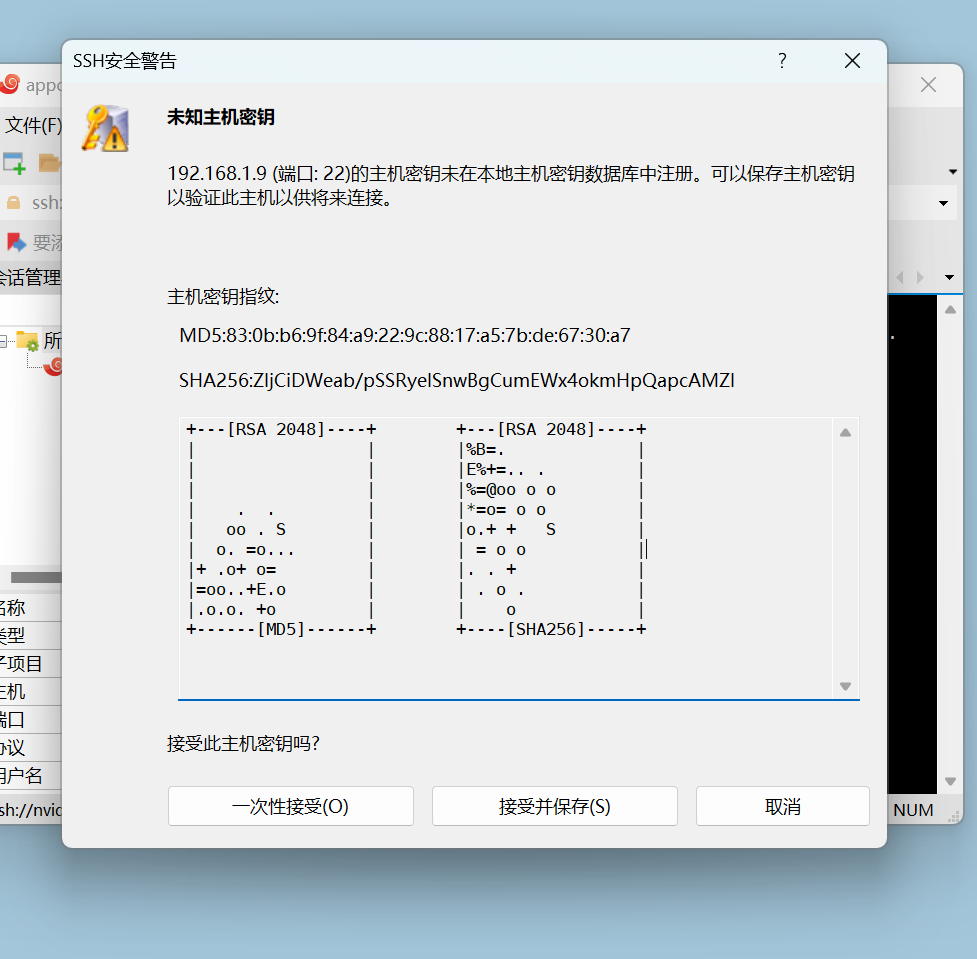 SSH安全警告
?
appo
文件(F)
未知主机密钥
192.168.1.9 (端口: 22)的主机密钥未在本地主机密钥数据库中注册。可以保存主机密钥
以验证此主机以供将来连接。
ssh:
要添
会话管理
主机密钥指纹:
MD5:83:0b:b6:9f:84:a9:22:9c:88:17:a5:7b:de:67:30:a7
所
SHA256:ZljCiDWeab/pSSRyelSnwBgCumEWx4okmHpQapcAMZI
+---[RSA 2048]----+        +---[RSA 2048]----+
|                 |        |%B=.             |
|                 |        |E%+=.. .         |
|                 |        |%=@oo o o        |
|    .  .         |        |*=o= o o         |
|   oo . S        |        |o.+ +   S        |
|  o. =o...       |        | = o o           |
|+ .o+ o=         |        |. . +            |
|=oo..+E.o        |        | . o .           |
|.o.o. +o         |        |    o            |
+------[MD5]------+        +----[SHA256]-----+
名称
类型
子项目
主机
端口
协议
用户名
接受此主机密钥吗?
一次性接受(O)
接受并保存(S)
取消
sh://nvid
NUM